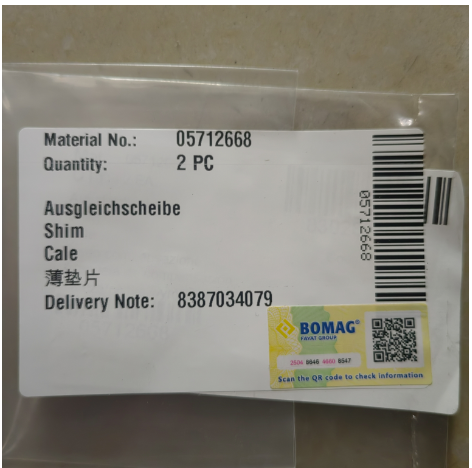 Material No.: 05712668
Quantity: 2 PC
Ausgleichscheibe
Shim
Cale
薄垫片
Delivery Note: 8387034079
05712668
BOMAG®
FAYAT GROUP
Scan the QR code to check information